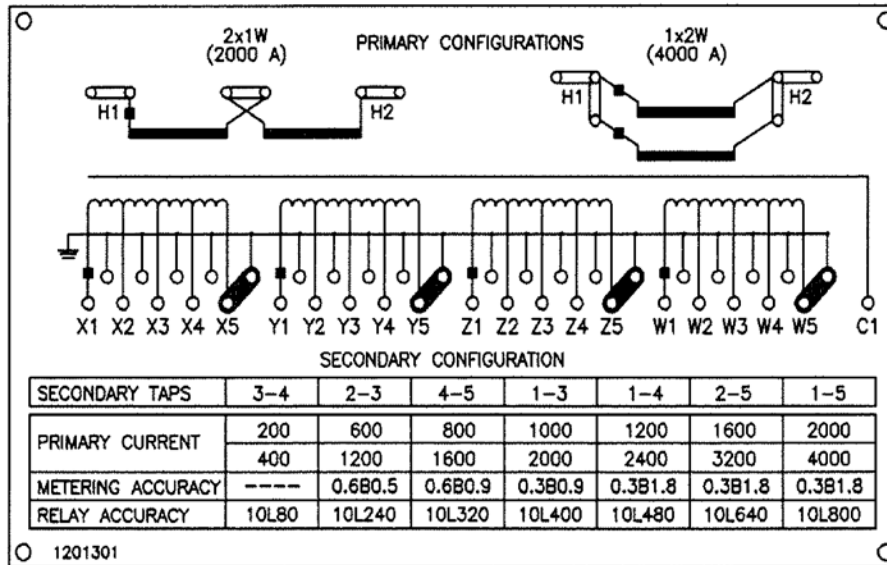 2x1W
(2000 A)
PRIMARY CONFIGURATIONS
1x2W
(4000 A)
H1 H2 H1 H2
X1 X2 X3 X4 X5 Y1 Y2 Y3 Y4 Y5 Z1 Z2 Z3 Z4 Z5 W1 W2 W3 W4 W5 C1
SECONDARY CONFIGURATION
SECONDARY TAPS 3-4 2-3 4-5 1-3 1-4 2-5 1-5
PRIMARY CURRENT
200 600 800 1000 1200 1600 2000
400 1200 1600 2000 2400 3200 4000
METERING ACCURACY ---- 0.6B0.5 0.6B0.9 0.3B0.9 0.3B1.8 0.3B1.8 0.3B1.8
RELAY ACCURACY 10L80 10L240 10L320 10L400 10L480 10L640 10L800
1201301